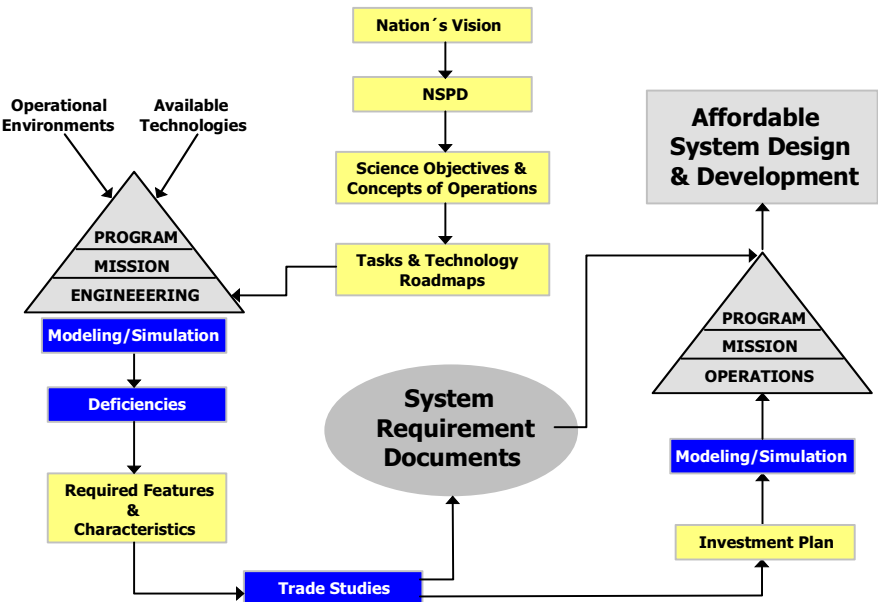 Nation´s Vision
NSPD
Science Objectives &
Concepts of Operations
Tasks & Technology
Roadmaps
Operational
Environments
Available
Technologies
PROGRAM
MISSION
ENGINEEERING
Modeling/Simulation
Deficiencies
Required Features
&
Characteristics
Trade Studies
System
Requirement
Documents
Affordable
System Design
& Development
PROGRAM
MISSION
OPERATIONS
Modeling/Simulation
Investment Plan